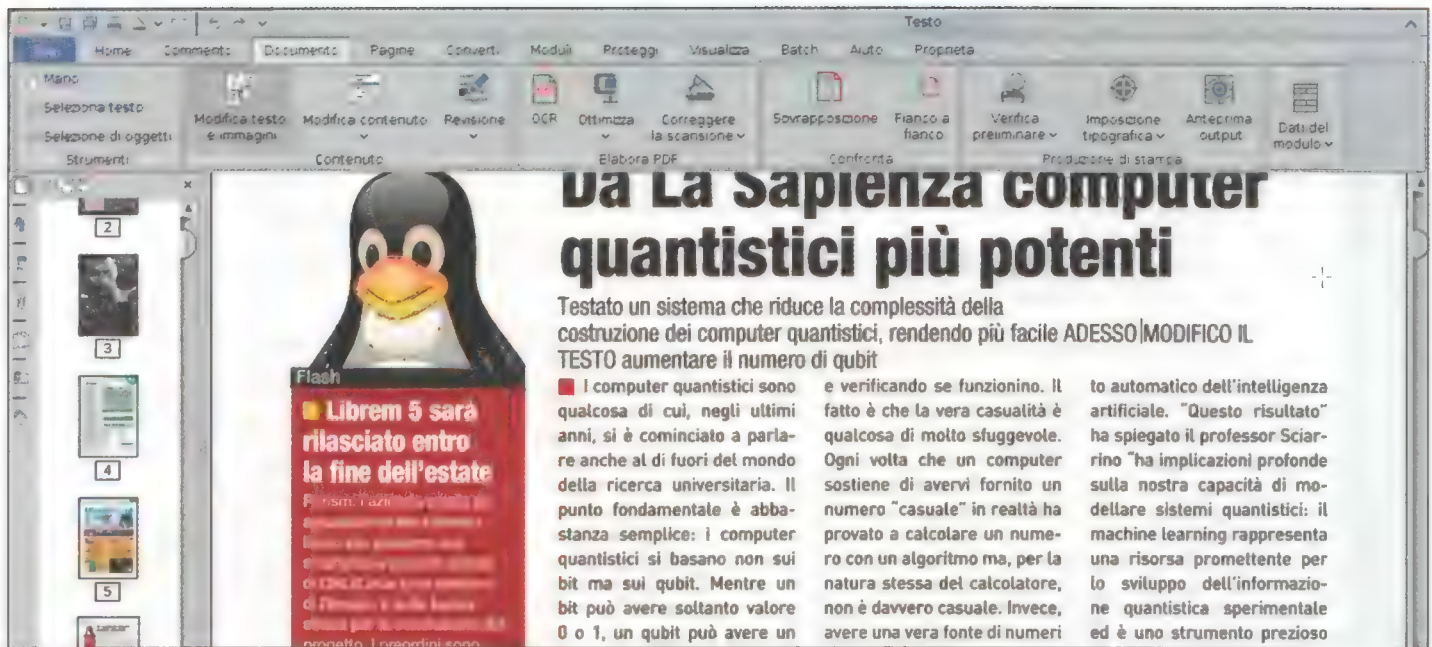 Testo
Home Commento Documento Pagine Converti Moduli Proteggi Visualizza Batch Aiuto Proprietà
Mano
Seleziona testo
Selezione di oggetti
Strumenti
Modifica testo
e immagini
Modifica contenuto
Revisione
Contenuto
OCR
Ottimizza
Correggere
la scansione
Elabora PDF
Sovrapposizione
Fianco a
fianco
Confronta
Verifica
preliminare
Imposizione
tipografica
Anteprima
output
Produzione di stampa
Dati del
modulo
2
3
4
5
Da La Sapienza computer
quantistici più potenti
Testato un sistema che riduce la complessità della
costruzione dei computer quantistici, rendendo più facile ADESSO MODIFICO IL
TESTO aumentare il numero di qubit
Flash
Librem 5 sarà
rilasciato entro
la fine dell'estate
progetto. I preordini sono
I computer quantistici sono
qualcosa di cui, negli ultimi
anni, si è cominciato a parla-
re anche al di fuori del mondo
della ricerca universitaria. Il
punto fondamentale è abba-
stanza semplice: i computer
quantistici si basano non sui
bit ma sui qubit. Mentre un
bit può avere soltanto valore
0 o 1, un qubit può avere un
e verificando se funzionino. Il
fatto è che la vera casualità è
qualcosa di molto sfuggevole.
Ogni volta che un computer
sostiene di avervi fornito un
numero "casuale" in realtà ha
provato a calcolare un nume-
ro con un algoritmo ma, per la
natura stessa del calcolatore,
non è davvero casuale. Invece,
avere una vera fonte di numeri
to automatico dell'intelligenza
artificiale. "Questo risultato"
ha spiegato il professor Sciar-
rino "ha implicazioni profonde
sulla nostra capacità di mo-
dellare sistemi quantistici: il
machine learning rappresenta
una risorsa promettente per
lo sviluppo dell'informazio-
ne quantistica sperimentale
ed è uno strumento prezioso